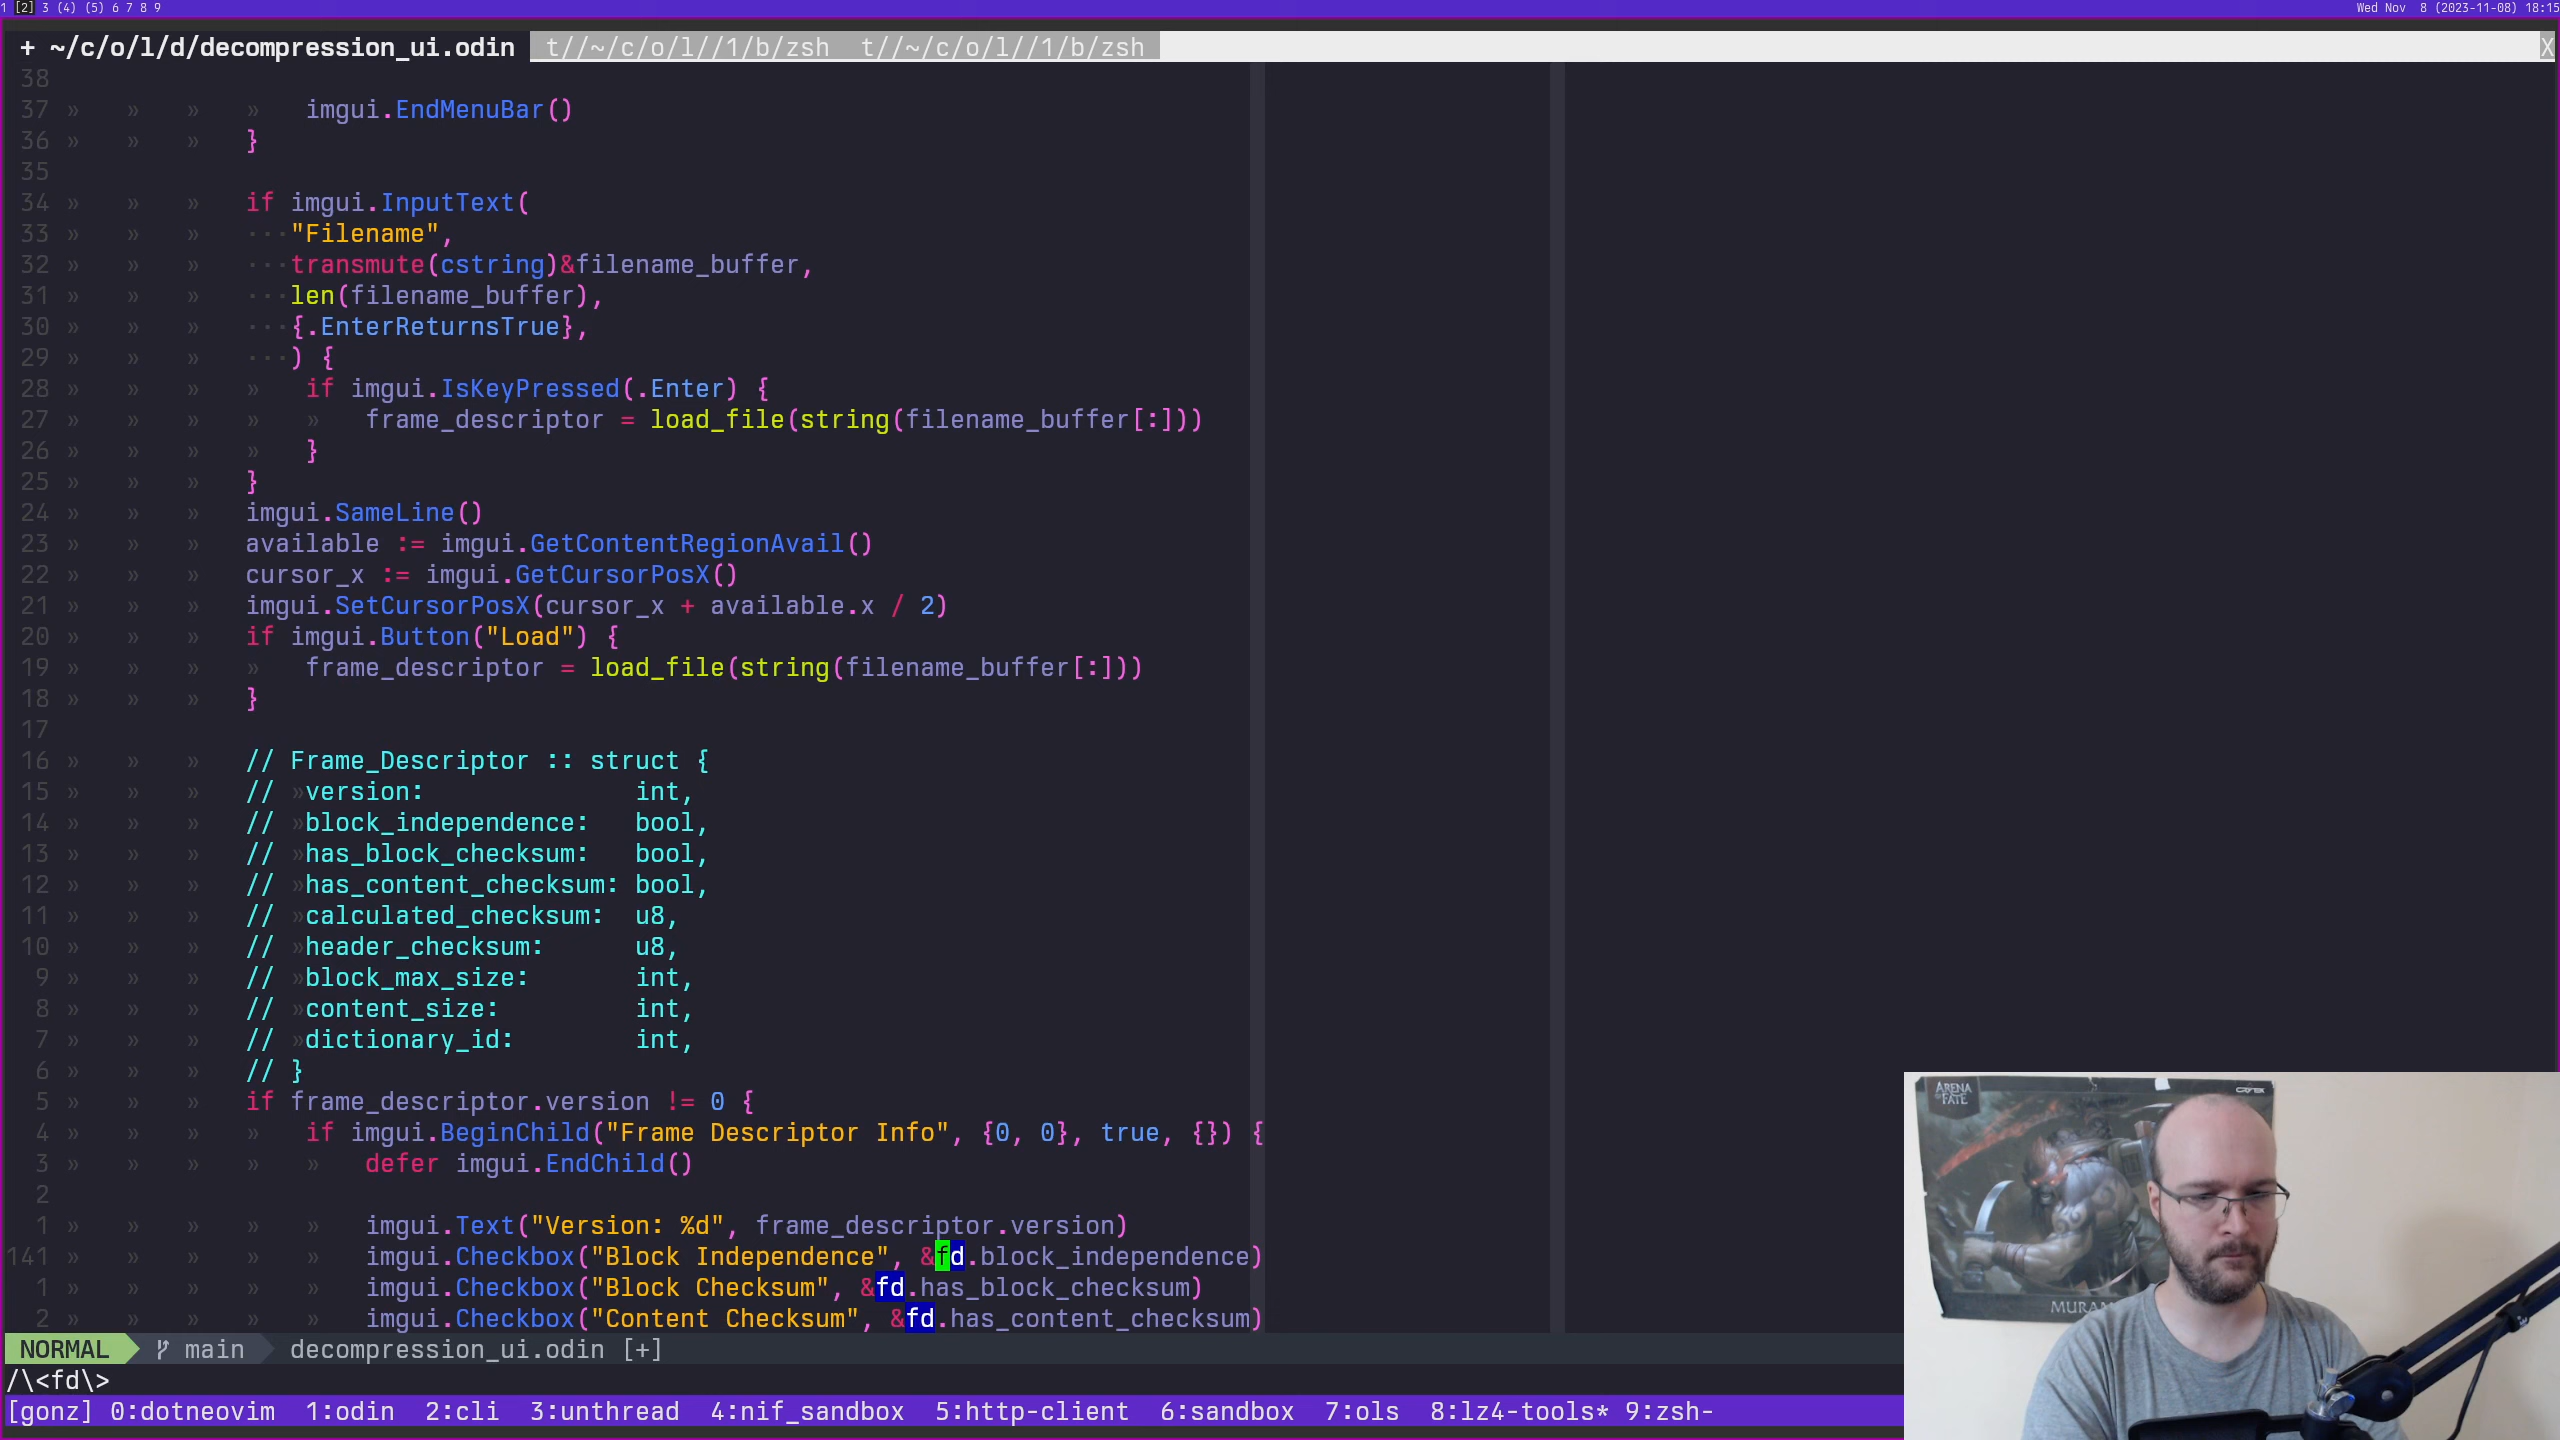 1 [2] 3 (4) (5) 6 7 8 9
Wed Nov  8 (2023-11-08) 18:15
+ ~/c/o/l/d/decompression_ui.odin  t//~/c/o/l//1/b/zsh  t//~/c/o/l//1/b/zsh X
38
37 »   »   »   »   imgui.EndMenuBar()
36 »   »   »   }
35
34 »   »   »   if imgui.InputText(
33 »   »   »   ···"Filename",
32 »   »   »   ···transmute(cstring)&filename_buffer,
31 »   »   »   ···len(filename_buffer),
30 »   »   »   ···{.EnterReturnsTrue},
29 »   »   »   ···) {
28 »   »   »   »   if imgui.IsKeyPressed(.Enter) {
27 »   »   »   »   »   frame_descriptor = load_file(string(filename_buffer[:]))
26 »   »   »   »   }
25 »   »   »   }
24 »   »   »   imgui.SameLine()
23 »   »   »   available := imgui.GetContentRegionAvail()
22 »   »   »   cursor_x := imgui.GetCursorPosX()
21 »   »   »   imgui.SetCursorPosX(cursor_x + available.x / 2)
20 »   »   »   if imgui.Button("Load") {
19 »   »   »   »   frame_descriptor = load_file(string(filename_buffer[:]))
18 »   »   »   }
17
16 »   »   »   // Frame_Descriptor :: struct {
15 »   »   »   // »version:              int,
14 »   »   »   // »block_independence:   bool,
13 »   »   »   // »has_block_checksum:   bool,
12 »   »   »   // »has_content_checksum: bool,
11 »   »   »   // »calculated_checksum:  u8,
10 »   »   »   // »header_checksum:      u8,
9 »   »   »   // »block_max_size:       int,
8 »   »   »   // »content_size:         int,
7 »   »   »   // »dictionary_id:        int,
6 »   »   »   // }
5 »   »   »   if frame_descriptor.version != 0 {
4 »   »   »   »   if imgui.BeginChild("Frame Descriptor Info", {0, 0}, true, {}) {
3 »   »   »   »   »   defer imgui.EndChild()
2
1 »   »   »   »   »   imgui.Text("Version: %d", frame_descriptor.version)
141 »   »   »   »   »   imgui.Checkbox("Block Independence", &fd.block_independence)
1 »   »   »   »   »   imgui.Checkbox("Block Checksum", &fd.has_block_checksum)
2 »   »   »   »   »   imgui.Checkbox("Content Checksum", &fd.has_content_checksum)
NORMAL main decompression_ui.odin [+]
/\<fd\>
[gonz] 0:dotneovim  1:odin  2:cli  3:unthread  4:nif_sandbox  5:http-client  6:sandbox  7:ols  8:lz4-tools* 9:zsh-
ARENA
OF
FATE
MURAM